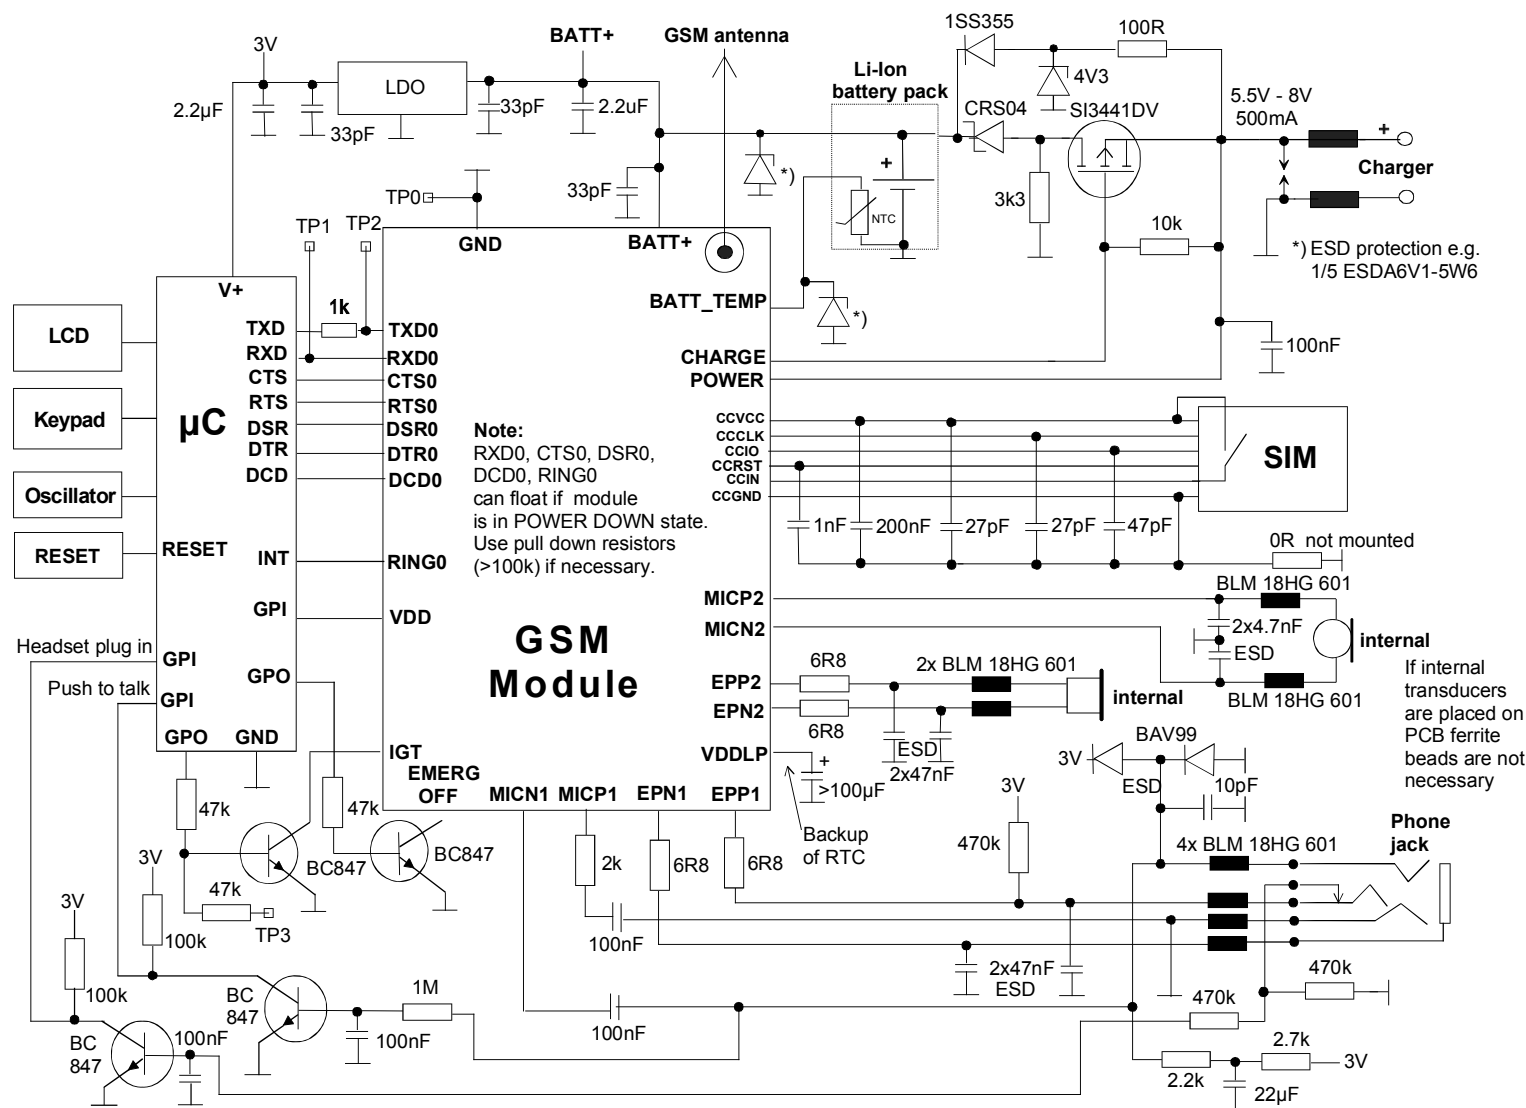 1SS355
100R
BATT+
GSM antenna
3V
LDO
Li-Ion
battery pack
4V3
CRS04
SI3441DV
5.5V - 8V
500mA
2.2µF
33pF
33pF
2.2uF
+
+
Charger
*)
33pF
NTC
3k3
10k
TP0
TP1
TP2
GND
BATT+
*) ESD protection e.g.
1/5 ESDA6V1-5W6
V+
1k
BATT_TEMP
*)
LCD
TXD
TXD0
RXD
RXD0
CHARGE
100nF
CTS
CTS0
POWER
Keypad
µC
RTS
RTS0
DSR
DSR0
DTR
DTR0
DCD
DCD0
Note:
RXD0, CTS0, DSR0,
DCD0, RING0
can float if module
is in POWER DOWN state.
Use pull down resistors
(>100k) if necessary.
CCVCC
CCCLK
CCIO
CCRST
CCIN
CCGND
SIM
Oscillator
1nF
200nF
27pF
27pF
47pF
RESET
RESET
INT
RING0
0R not mounted
BLM 18HG 601
MICP2
GPI
VDD
MICN2
2x4.7nF
ESD
internal
GSM
Module
Headset plug in
GPI
Push to talk
GPI
GPO
6R8
2x BLM 18HG 601
EPP2
internal
EPN2
6R8
BLM 18HG 601
If internal
transducers
are placed on
PCB ferrite
beads are not
necessary
GPO
GND
IGT
EMERG
OFF
VDDLP
ESD
2x47nF
3V
BAV99
ESD
10pF
MICN1
MICP1
EPN1
EPP1
+
>100µF
47k
47k
3V
Backup
of RTC
470k
4x BLM 18HG 601
Phone
jack
BC847
BC847
2k
6R8
6R8
3V
47k
3V
TP3
100k
100nF
100k
2x47nF
ESD
470k
BC
847
1M
470k
BC
847
100nF
100nF
100nF
2.7k
3V
2.2k
22µF